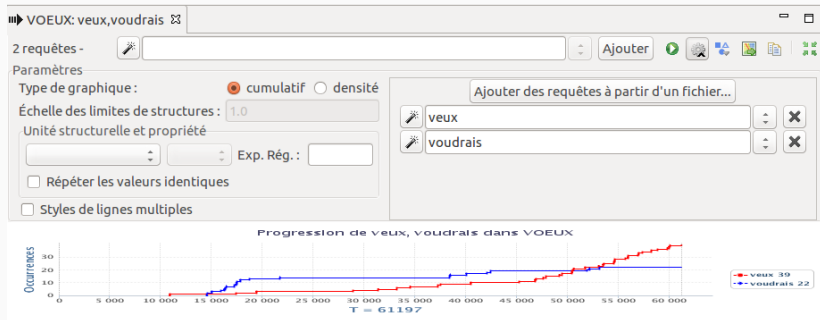 VOEUX: veux,voudrais
2 requêtes -
Ajouter
Paramètres
Type de graphique : cumulatif densité
Échelle des limites de structures : 1.0
Unité structurelle et propriété
Exp. Rég. :
Répéter les valeurs identiques
Styles de lignes multiples
Ajouter des requêtes à partir d'un fichier...
veux
voudrais
Progression de veux, voudrais dans VOEUX
Occurrences
30
20
10
0
0 5 000 10 000 15 000 20 000 25 000 30 000 35 000 40 000 45 000 50 000 55 000 60 000
T = 61197
veux 39
voudrais 22